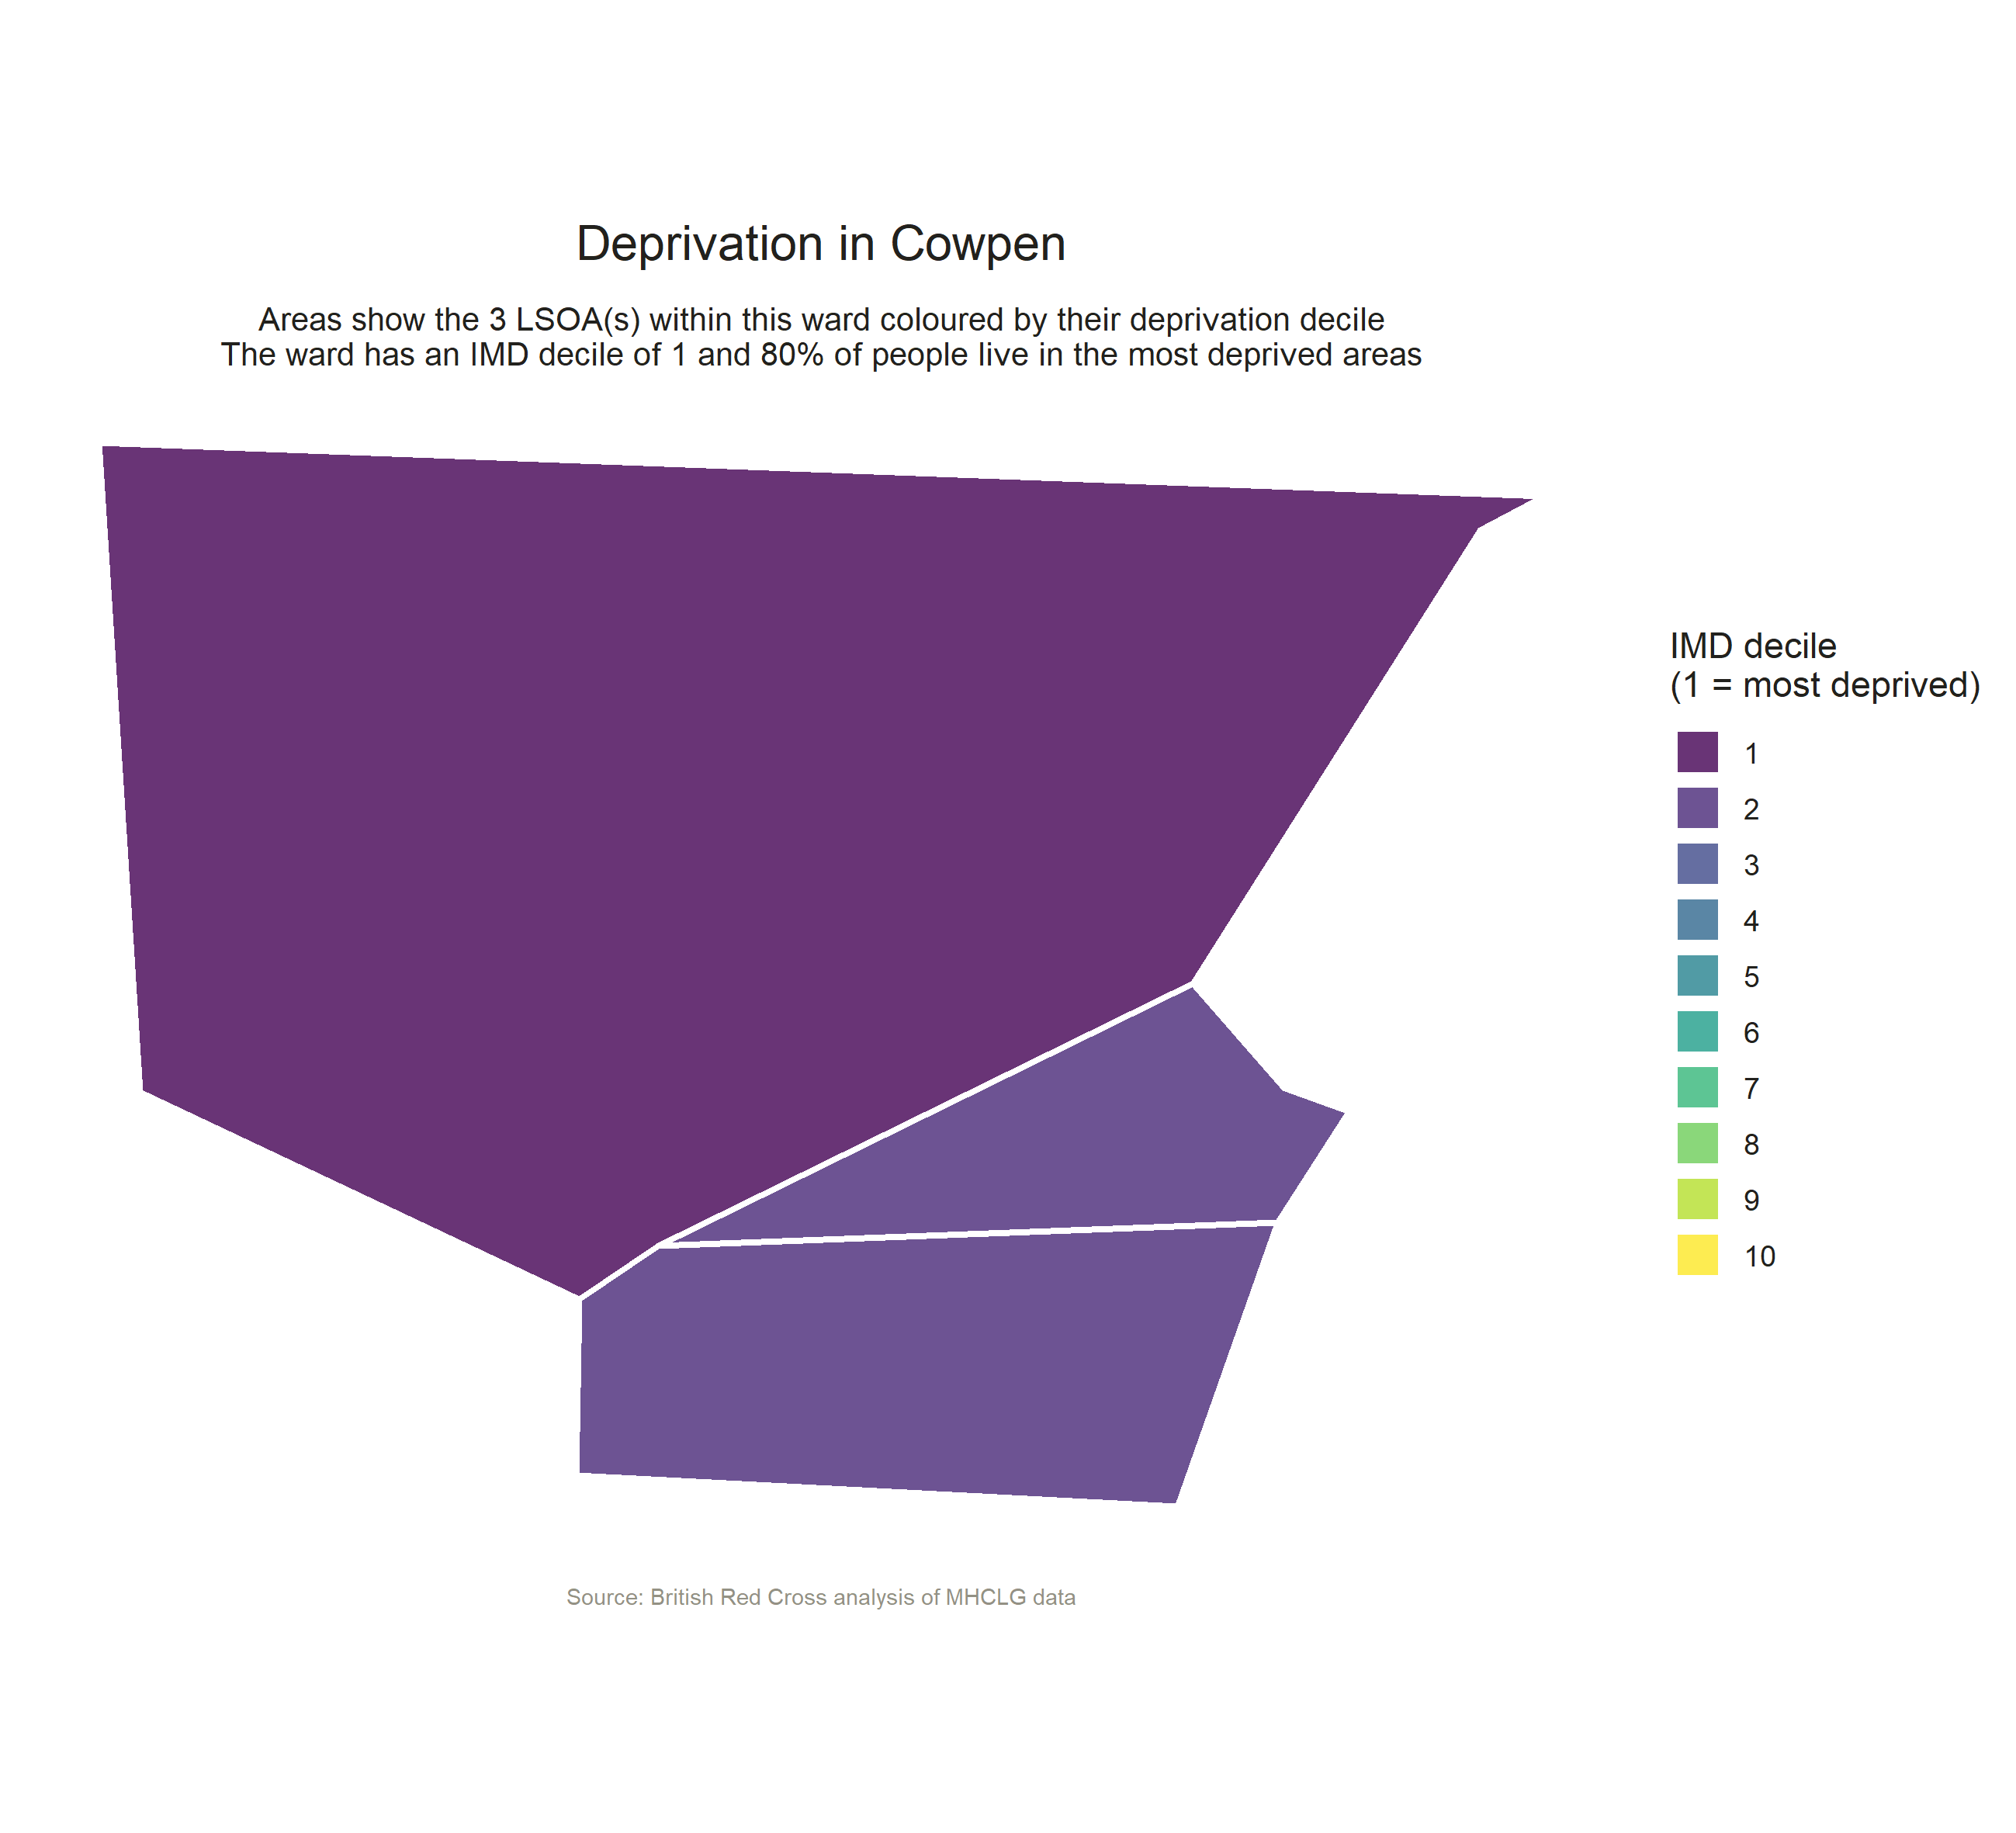 Deprivation in Cowpen
Areas show the 3 LSOA(s) within this ward coloured by their deprivation decile
The ward has an IMD decile of 1 and 80% of people live in the most deprived areas
IMD decile
(1 = most deprived)
1
2
3
4
5
6
7
8
9
10
Source: British Red Cross analysis of MHCLG data